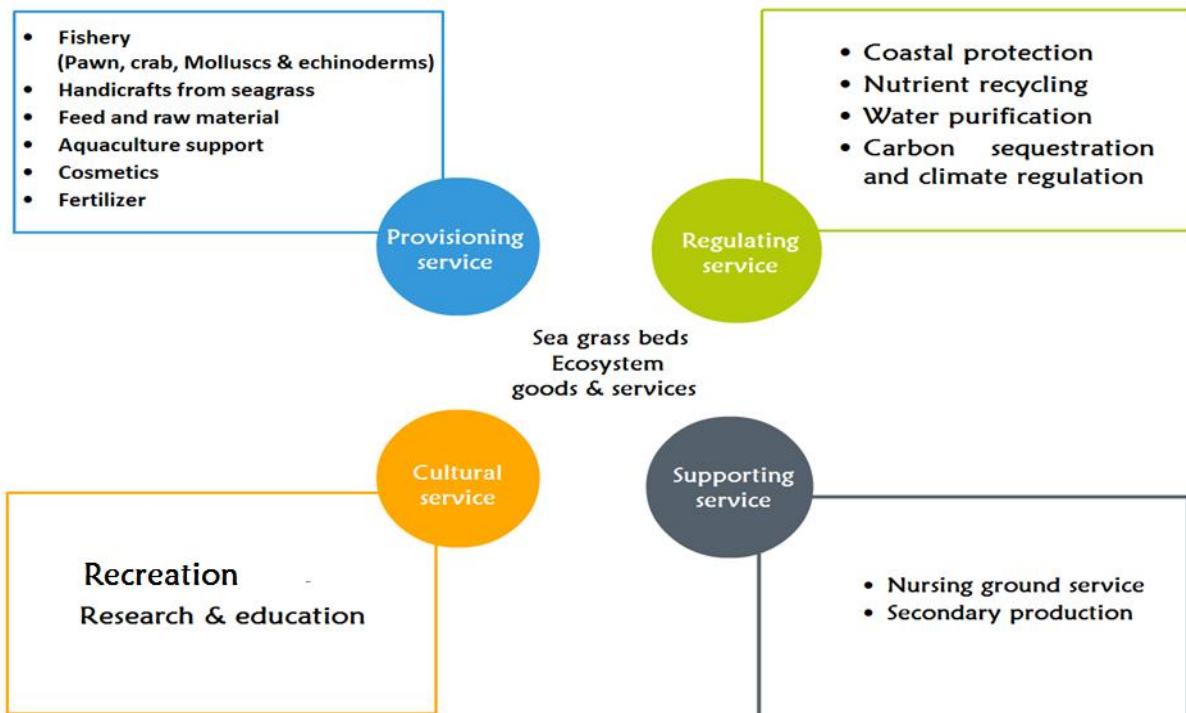 • Fishery
(Pawn, crab, Molluscs & echinoderms)
• Handicrafts from seagrass
• Feed and raw material
• Aquaculture support
• Cosmetics
• Fertilizer
Provisioning
service
• Coastal protection
• Nutrient recycling
• Water purification
• Carbon sequestration
and climate regulation
Regulating
service
Sea grass beds
Ecosystem
goods & services
Cultural
service
Recreation
Research & education
Supporting
service
• Nursing ground service
• Secondary production